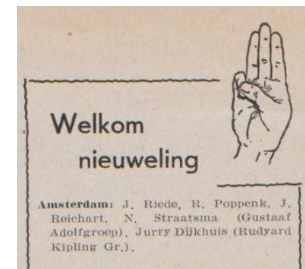 Welkom
nieuweling
Amsterdam: J. Riede, R. Poppenk, J.
Reichart, N. Straatsma (Gustaaf
Adolfgroep), Jurry Dijkhuis (Rudyard
Kipling Gr.).